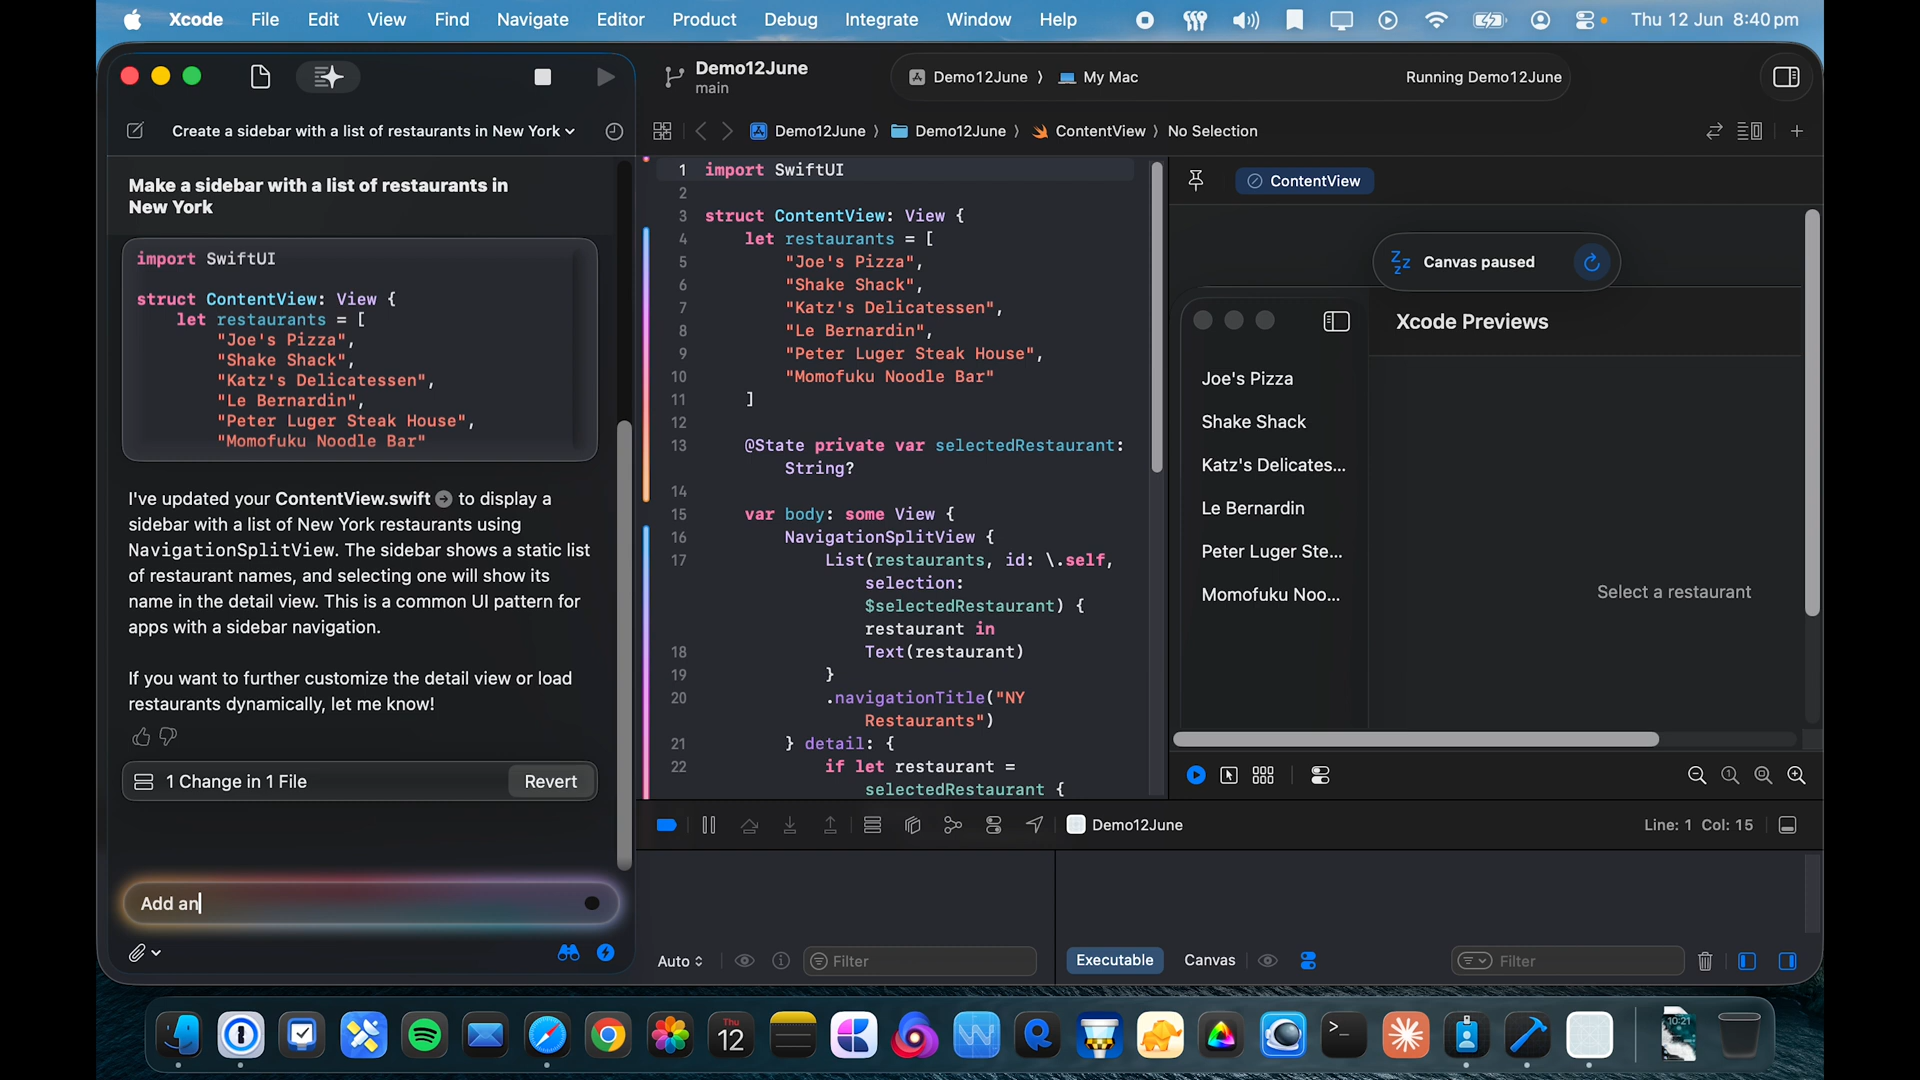 Xcode File Edit View Find Navigate Editor Product Debug Integrate Window Help Thu 12 Jun 8:40 pm
Demo12June
main
Demo12June 〉 My Mac
Running Demo12June
Create a sidebar with a list of restaurants in New York
Demo12June 〉 Demo12June 〉 ContentView 〉 No Selection
Make a sidebar with a list of restaurants in
New York
import SwiftUI
struct ContentView: View {
let restaurants = [
"Joe's Pizza",
"Shake Shack",
"Katz's Delicatessen",
"Le Bernardin",
"Peter Luger Steak House",
"Momofuku Noodle Bar"
I've updated your ContentView.swift to display a
sidebar with a list of New York restaurants using
NavigationSplitView. The sidebar shows a static list
of restaurant names, and selecting one will show its
name in the detail view. This is a common UI pattern for
apps with a sidebar navigation.
If you want to further customize the detail view or load
restaurants dynamically, let me know!
1 Change in 1 File
Revert
Add an
1 import SwiftUI
2
3 struct ContentView: View {
4 let restaurants = [
5 "Joe's Pizza",
6 "Shake Shack",
7 "Katz's Delicatessen",
8 "Le Bernardin",
9 "Peter Luger Steak House",
10 "Momofuku Noodle Bar"
11 ]
12
13 @State private var selectedRestaurant:
String?
14
15 var body: some View {
16 NavigationSplitView {
17 List(restaurants, id: \.self,
selection:
$selectedRestaurant) {
restaurant in
18 Text(restaurant)
19 }
20 .navigationTitle("NY
Restaurants")
21 } detail: {
22 if let restaurant =
selectedRestaurant {
ContentView
Canvas paused
Xcode Previews
Joe's Pizza
Shake Shack
Katz's Delicates...
Le Bernardin
Peter Luger Ste...
Momofuku Noo...
Select a restaurant
Demo12June
Line: 1 Col: 15
Auto
Filter
Executable
Canvas
Filter
Thu
12
10:21